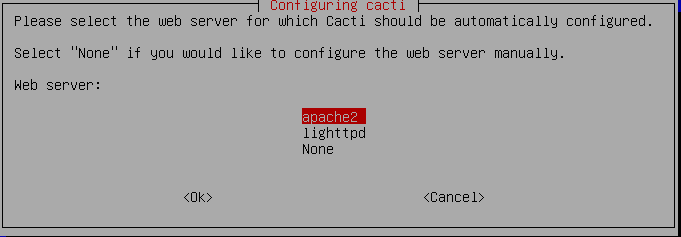 Configuring cacti
Please select the web server for which Cacti should be automatically configured.
Select "None" if you would like to configure the web server manually.
Web server:
apache2
lighttpd
None
<Ok> <Cancel>